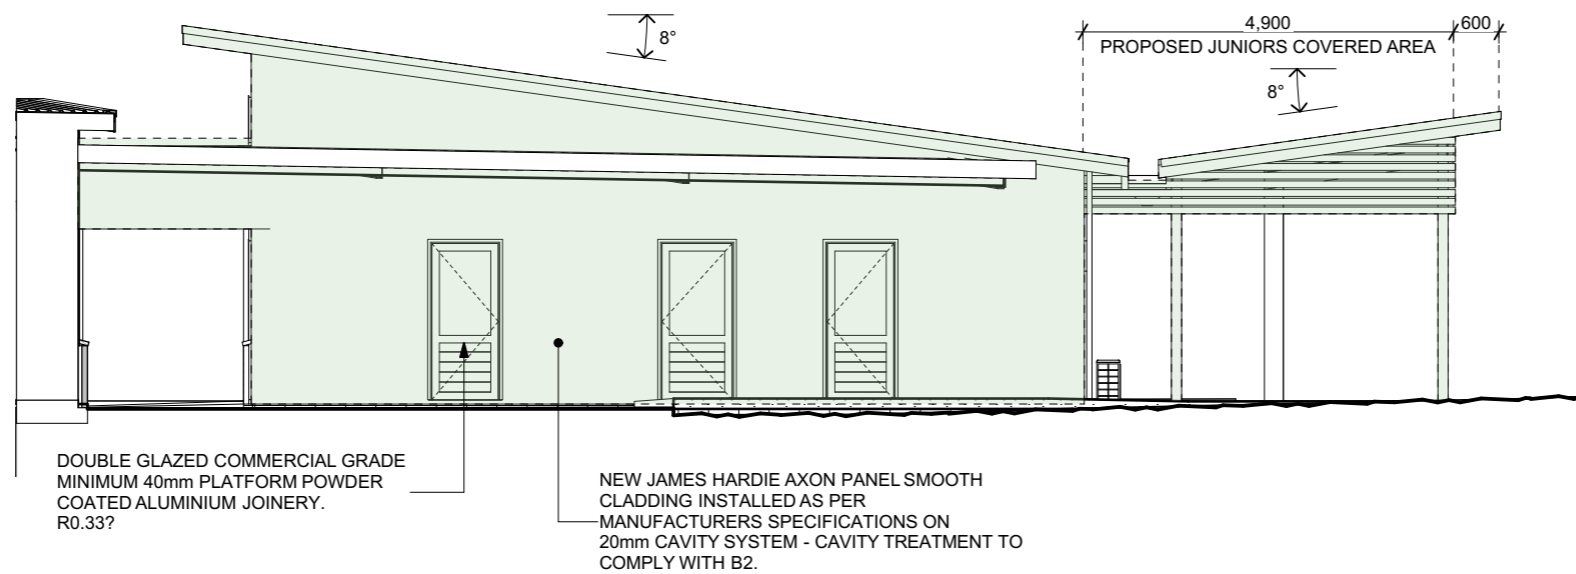 8°
4,900
600
PROPOSED JUNIORS COVERED AREA
8°
DOUBLE GLAZED COMMERCIAL GRADE
MINIMUM 40mm PLATFORM POWDER
COATED ALUMINIUM JOINERY.
R0.33?
NEW JAMES HARDIE AXON PANEL SMOOTH
CLADDING INSTALLED AS PER
MANUFACTURERS SPECIFICATIONS ON
20mm CAVITY SYSTEM - CAVITY TREATMENT TO
COMPLY WITH B2.